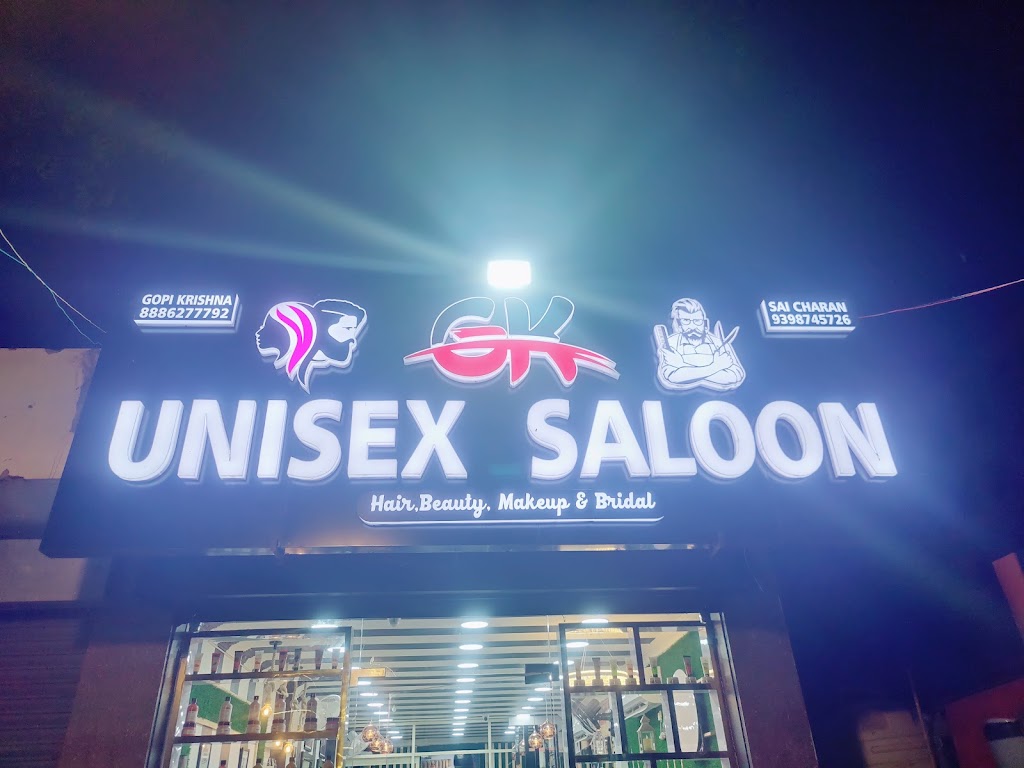 GOPI KRISHNA
8886277792
GK
SAI CHARAN
9398745726
UNISEX SALOON
Hair,Beauty, Makeup & Bridal